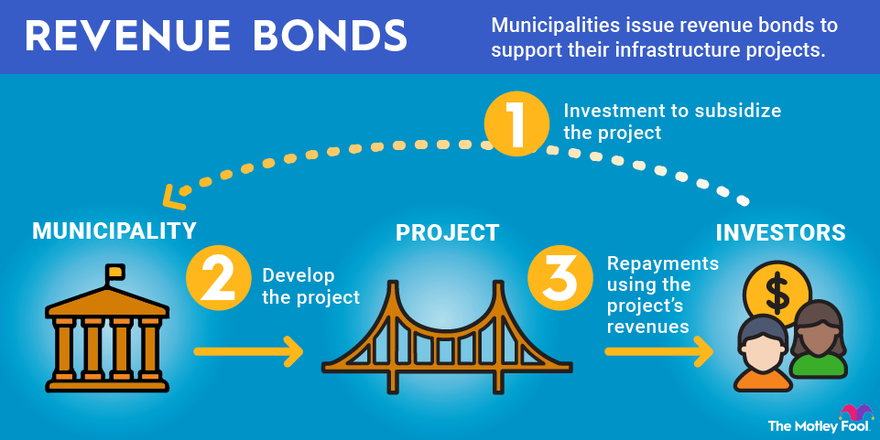 REVENUE BONDS
Municipalities issue revenue bonds to
support their infrastructure projects.
1
Investment to subsidize
the project
MUNICIPALITY
PROJECT
INVESTORS
2
Develop
the project
3
Repayments
using the
project's
revenues
$
The Motley Fool.